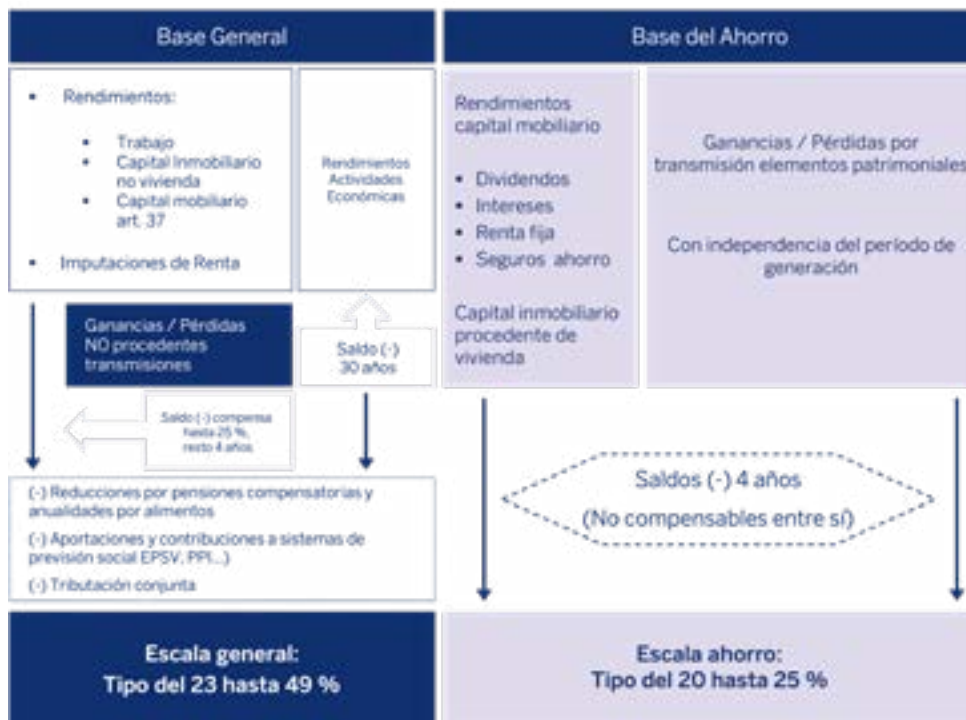 Base General
Rendimientos:
Trabajo
Capital Inmobiliario
no vivienda
Capital mobiliario
art. 37
Imputaciones de Renta
Rendimientos
Actividades
Económicas
Ganancias / Pérdidas
NO procedentes
transmisiones
Saldo (-)
30 años
Saldo (-) compensa
hasta 25 %,
resto 4 años
(-) Reducciones por pensiones compensatorias y
anualidades por alimentos
(-) Aportaciones y contribuciones a sistemas de
previsión social EPSV, PPI...)
(-) Tributación conjunta
Escala general:
Tipo del 23 hasta 49 %
Base del Ahorro
Rendimientos
capital mobiliario
Dividendos
Intereses
Renta fija
Seguros ahorro
Capital inmobiliario
procedente de
vivienda
Ganancias / Pérdidas por
transmisión elementos patrimoniales
Con independencia del período de
generación
Saldos (-) 4 años
(No compensables entre sí)
Escala ahorro:
Tipo del 20 hasta 25 %